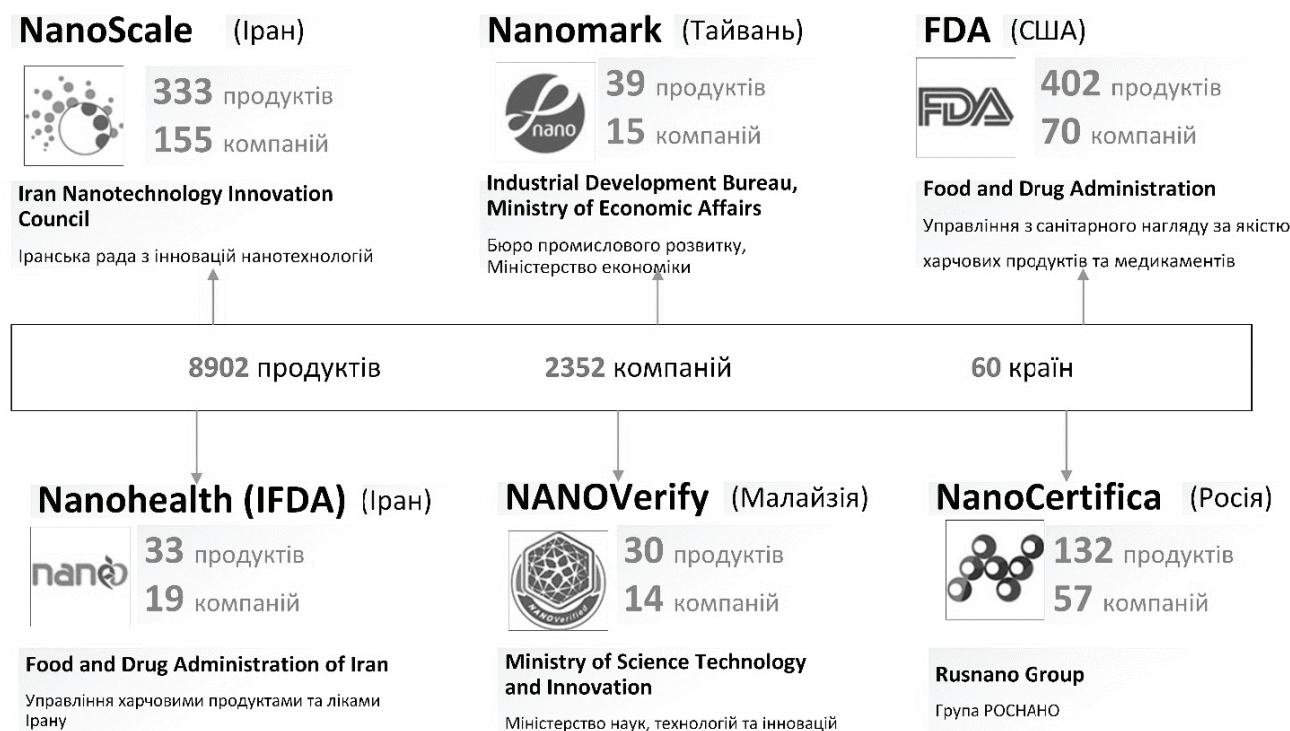 NanoScale (Іран)
333 продуктів
155 компаній
Iran Nanotechnology Innovation
Council
Іранська рада з інновацій нанотехнологій
Nanomark (Тайвань)
nano
39 продуктів
15 компаній
Industrial Development Bureau,
Ministry of Economic Affairs
Бюро промислового розвитку,
Міністерство економіки
FDA (США)
FDA
402 продуктів
70 компаній
Food and Drug Administration
Управління з санітарного нагляду за якістю
харчових продуктів та медикаментів
8902 продуктів 2352 компаній 60 країн
Nanohealth (IFDA) (Іран)
nano
33 продуктів
19 компаній
Food and Drug Administration of Iran
Управління харчовими продуктами та ліками
Ірану
NANOVerify (Малайзія)
NANOVerified
30 продуктів
14 компаній
Ministry of Science Technology
and Innovation
Міністерство наук, технологій та інновацій
NanoCertifica (Росія)
132 продуктів
57 компаній
Rusnano Group
Група РОСНАНО